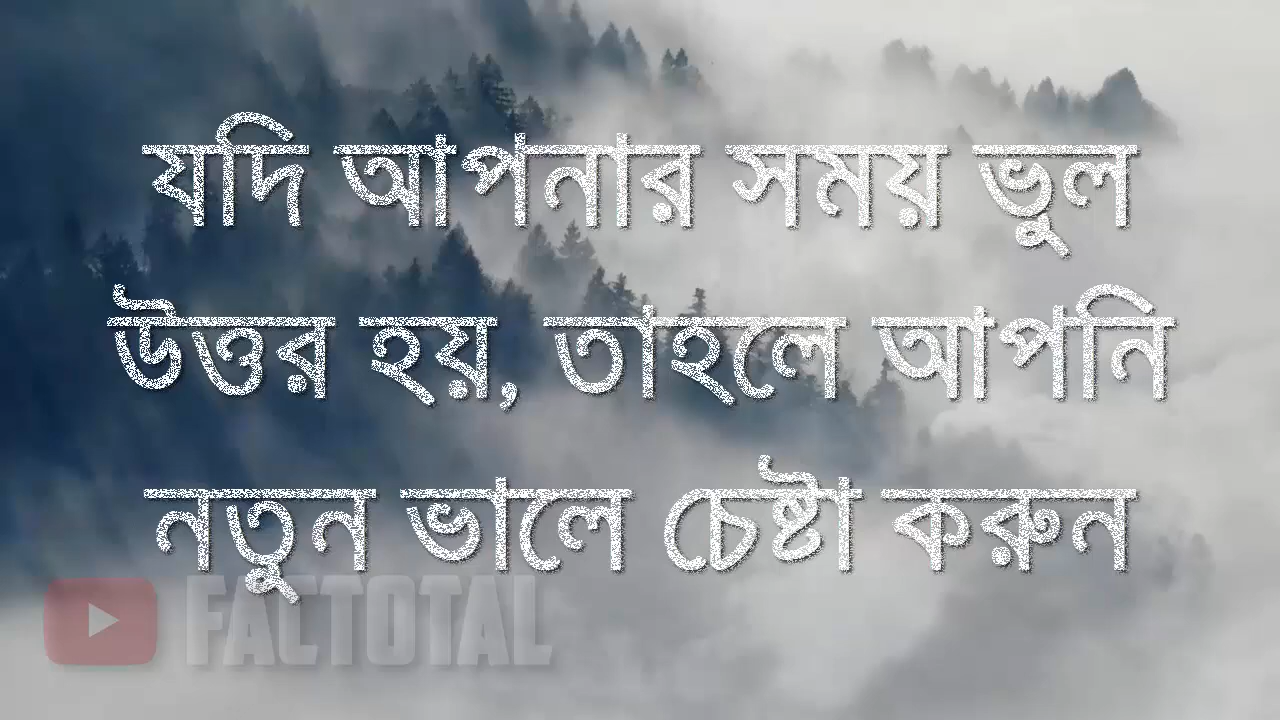 যদি আপনার সময় ভুল
উত্তর হয়, তাহলে আপনি
নতুন ভালে চেষ্টা করুন
FACTOTAL